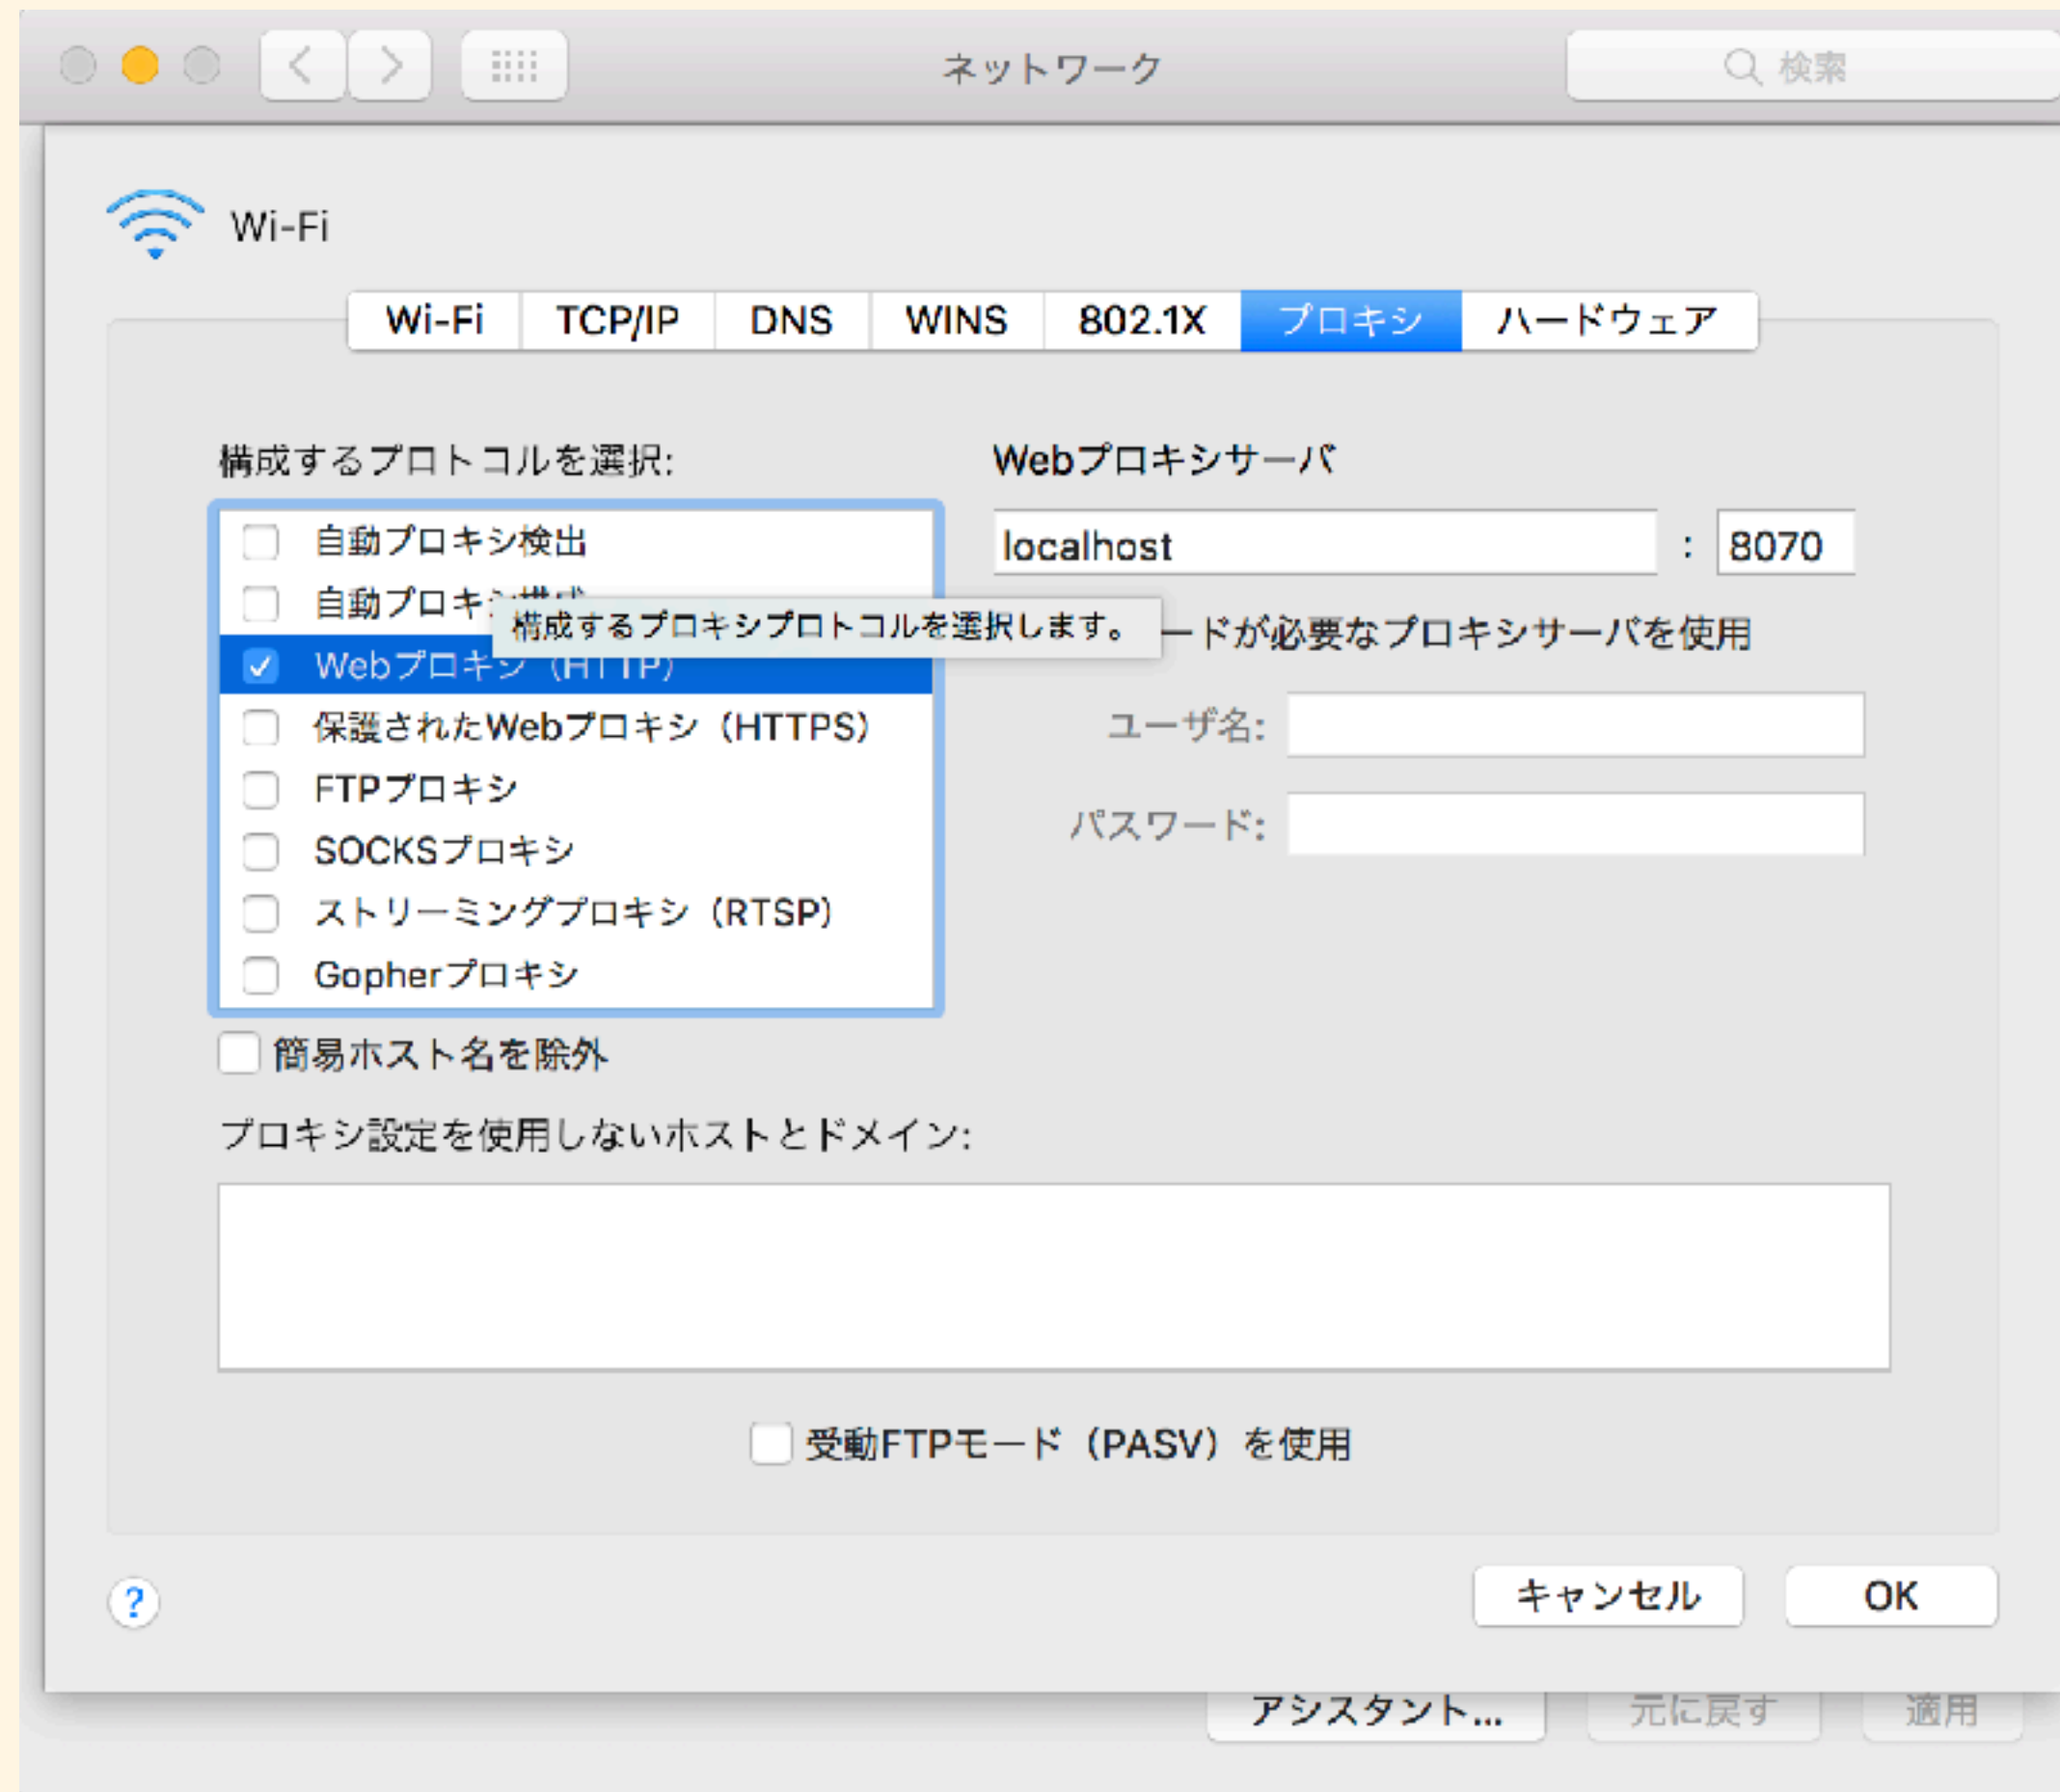 ネットワーク
検索
Wi-Fi
Wi-Fi TCP/IP DNS WINS 802.1X プロキシ ハードウェア
構成するプロトコルを選択:
自動プロキシ検出
自動プロキシ構成
構成するプロキシプロトコルを選択します。
Webプロキシ（HTTP）
保護されたWebプロキシ（HTTPS）
FTPプロキシ
SOCKSプロキシ
ストリーミングプロキシ（RTSP）
Gopherプロキシ
簡易ホスト名を除外
Webプロキシサーバ
localhost : 8070
ードが必要なプロキシサーバを使用
ユーザ名:
パスワード:
プロキシ設定を使用しないホストとドメイン:
受動FTPモード（PASV）を使用
?
キャンセル OK
アシスタント... 元に戻す 適用